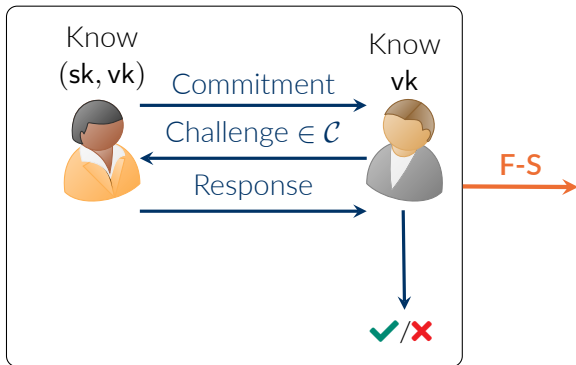 Know
(sk, vk)
Know
vk
Commitment
Challenge ∈ 𝒞
Response
F-S
✔/✖